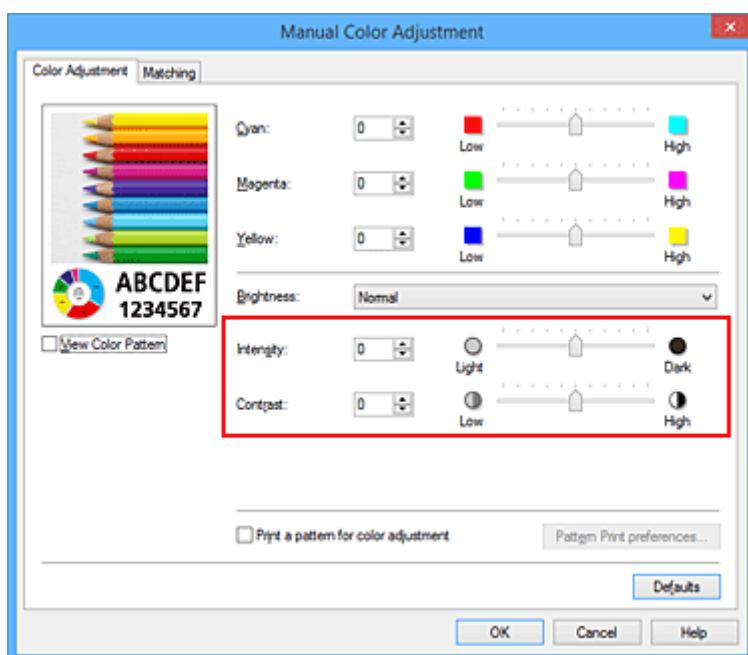 Manual Color Adjustment
Color Adjustment Matching
Cyan: 0 Low High
Magenta: 0 Low High
Yellow: 0 Low High
ABCDEF
1234567
Brightness: Normal
View Color Pattern
Intensity: 0 Light Dark
Contrast: 0 Low High
Print a pattern for color adjustment Pattern Print preferences...
Defaults
OK Cancel Help